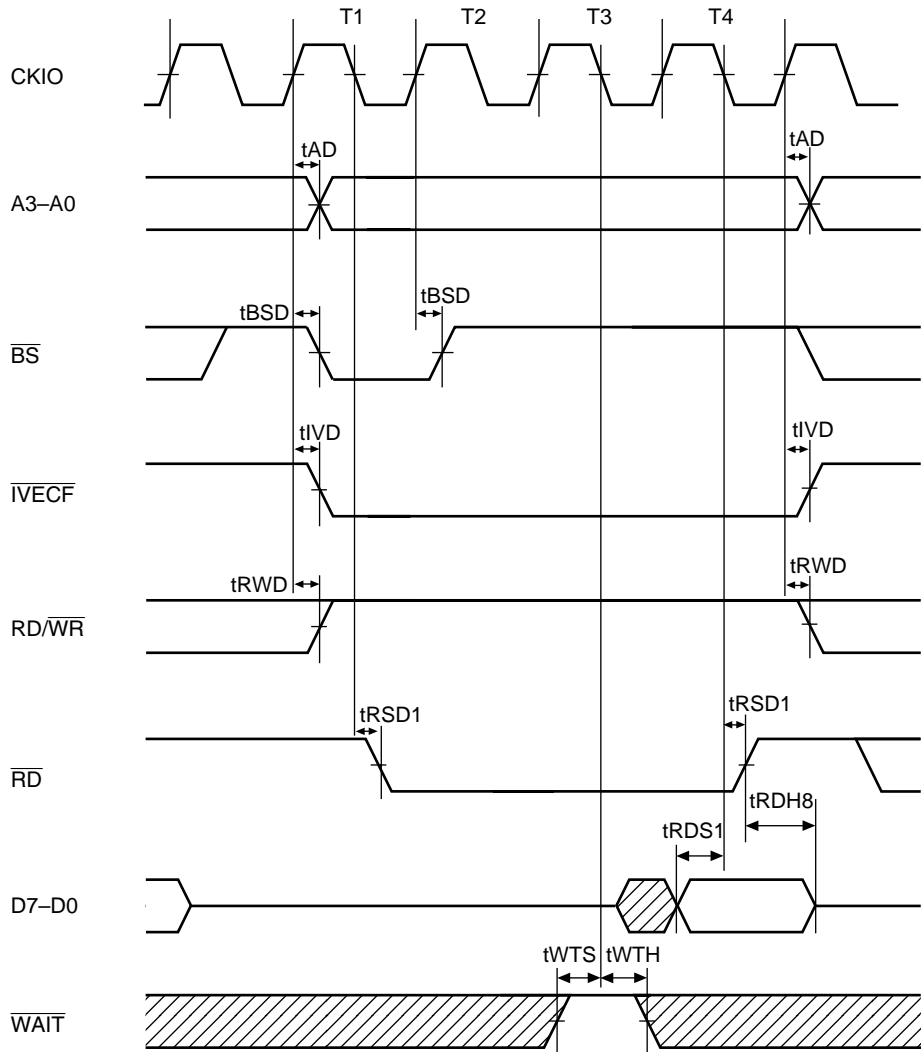 T1 T2 T3 T4
CKIO
tAD tAD
A3–A0
tBSD tBSD
BS
tIVD tIVD
IVECF
tRWD tRWD
RD/WR
tRSD1 tRSD1
RD
tRDH8
tRDS1
D7–D0
tWTS tWTH
WAIT